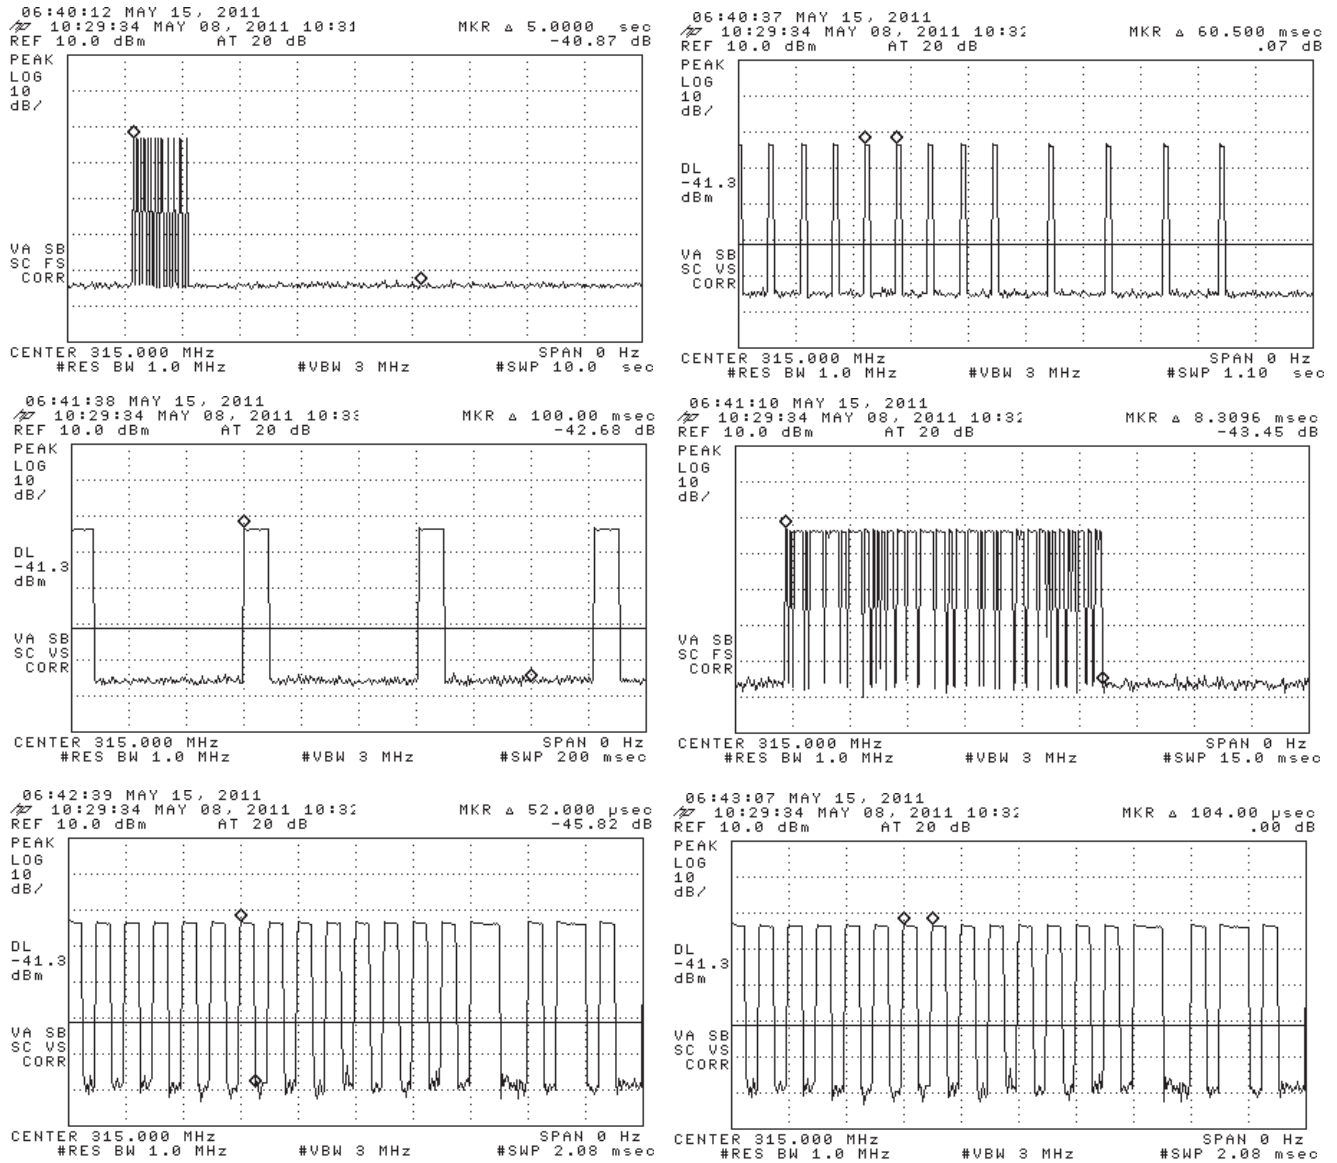 06:40:12 MAY 15, 2011
10:29:34 MAY 08, 2011 10:31
MKR Δ 5.0000 sec
REF 10.0 dBm AT 20 dB
-40.87 dB
PEAK
LOG
10
dB/
VA SB
SC FS
CORR
CENTER 315.000 MHz
SPAN 0 Hz
#RES BW 1.0 MHz
#VBW 3 MHz
#SWP 10.0 sec
06:40:37 MAY 15, 2011
10:29:34 MAY 08, 2011 10:32
MKR Δ 60.500 msec
REF 10.0 dBm AT 20 dB
.07 dB
PEAK
LOG
10
dB/
DL
-41.3
dBm
VA SB
SC VS
CORR
CENTER 315.000 MHz
SPAN 0 Hz
#RES BW 1.0 MHz
#VBW 3 MHz
#SWP 1.10 sec
06:41:38 MAY 15, 2011
10:29:34 MAY 08, 2011 10:33
MKR Δ 100.00 msec
REF 10.0 dBm AT 20 dB
-42.68 dB
PEAK
LOG
10
dB/
DL
-41.3
dBm
VA SB
SC VS
CORR
CENTER 315.000 MHz
SPAN 0 Hz
#RES BW 1.0 MHz
#VBW 3 MHz
#SWP 200 msec
06:41:10 MAY 15, 2011
10:29:34 MAY 08, 2011 10:32
MKR Δ 8.3096 msec
REF 10.0 dBm AT 20 dB
-43.45 dB
PEAK
LOG
10
dB/
DL
-41.3
dBm
VA SB
SC FS
CORR
CENTER 315.000 MHz
SPAN 0 Hz
#RES BW 1.0 MHz
#VBW 3 MHz
#SWP 15.0 msec
06:42:39 MAY 15, 2011
10:29:34 MAY 08, 2011 10:32
MKR Δ 52.000 µsec
REF 10.0 dBm AT 20 dB
-45.82 dB
PEAK
LOG
10
dB/
DL
-41.3
dBm
VA SB
SC VS
CORR
CENTER 315.000 MHz
SPAN 0 Hz
#RES BW 1.0 MHz
#VBW 3 MHz
#SWP 2.08 msec
06:43:07 MAY 15, 2011
10:29:34 MAY 08, 2011 10:32
MKR Δ 104.00 µsec
REF 10.0 dBm AT 20 dB
.00 dB
PEAK
LOG
10
dB/
DL
-41.3
dBm
VA SB
SC VS
CORR
CENTER 315.000 MHz
SPAN 0 Hz
#RES BW 1.0 MHz
#VBW 3 MHz
#SWP 2.08 msec